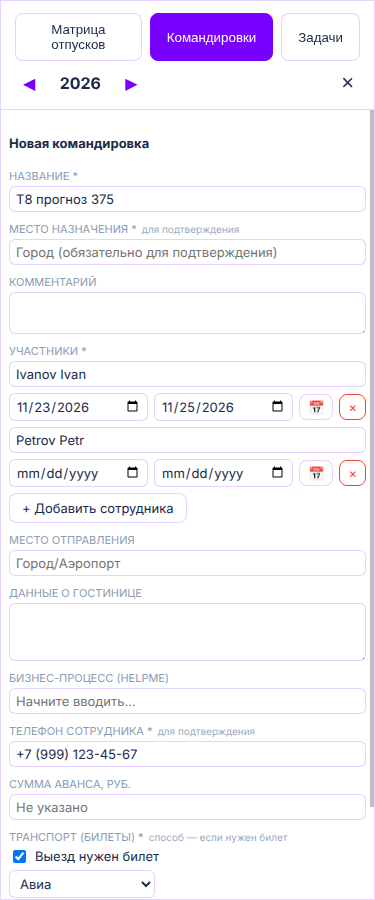 Матрица
отпусков
Командировки
Задачи
◀ 2026 ▶ ×
Новая командировка
НАЗВАНИЕ *
Т8 прогноз 375
МЕСТО НАЗНАЧЕНИЯ * для подтверждения
Город (обязательно для подтверждения)
КОММЕНТАРИЙ
УЧАСТНИКИ *
Ivanov Ivan
11/23/2026 11/25/2026 ×
Petrov Petr
mm/dd/yyyy mm/dd/yyyy ×
+ Добавить сотрудника
МЕСТО ОТПРАВЛЕНИЯ
Город/Аэропорт
ДАННЫЕ О ГОСТИНИЦЕ
БИЗНЕС-ПРОЦЕСС (HELPME)
Начните вводить...
ТЕЛЕФОН СОТРУДНИКА * для подтверждения
+7 (999) 123-45-67
СУММА АВАНСА, РУБ.
Не указано
ТРАНСПОРТ (БИЛЕТЫ) * способ — если нужен билет
Выезд нужен билет
Авиа